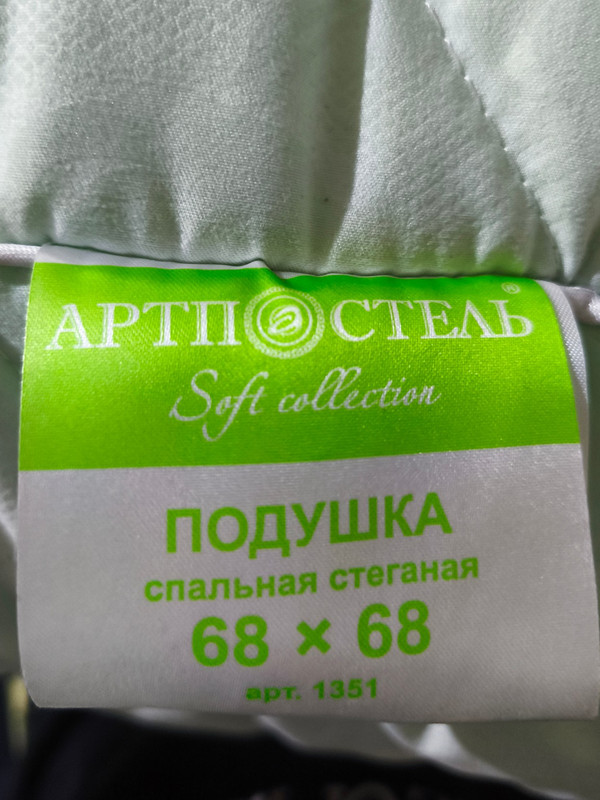 АРТПОСТЕЛЬ®
Soft collection
ПОДУШКА
спальная стеганая
68 × 68
арт. 1351